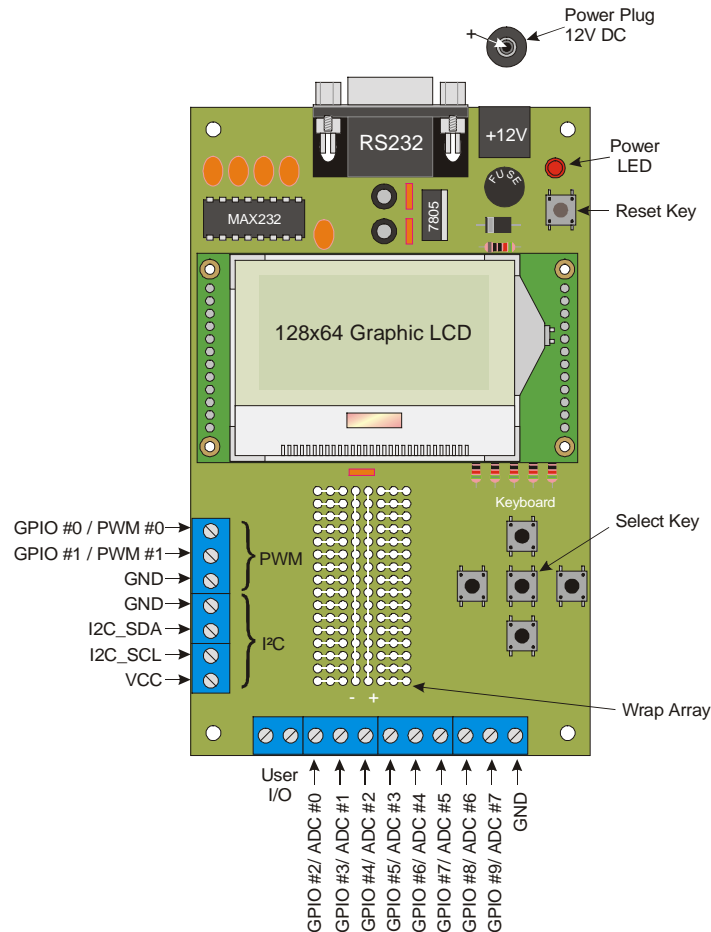 Power Plug
12V DC
+
RS232
+12V
Power
LED
FUSE
MAX232
7805
Reset Key
128x64 Graphic LCD
Keyboard
Select Key
GPIO #0 / PWM #0
GPIO #1 / PWM #1
GND
PWM
GND
I2C_SDA
I2C_SCL
VCC
I²C
- +
Wrap Array
User
I/O
GPIO #2/ ADC #0
GPIO #3/ ADC #1
GPIO #4/ ADC #2
GPIO #5/ ADC #3
GPIO #6/ ADC #4
GPIO #7/ ADC #5
GPIO #8/ ADC #6
GPIO #9/ ADC #7
GND